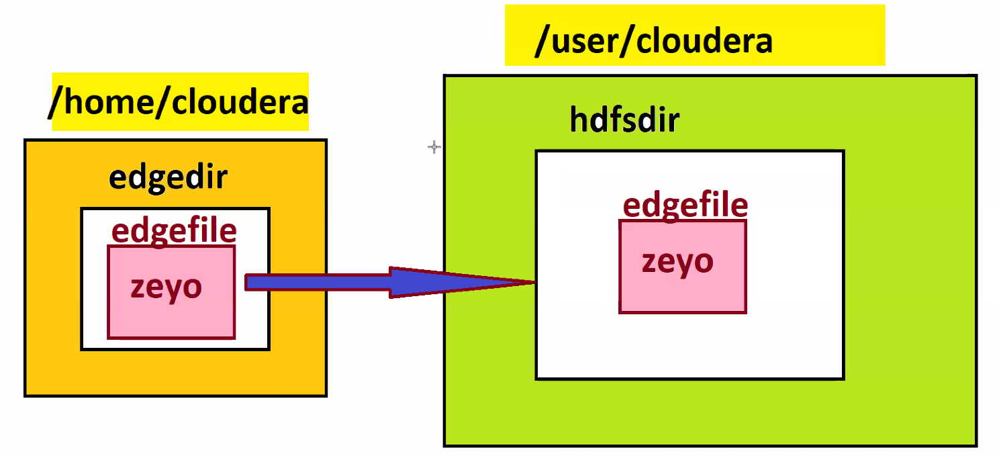 /home/cloudera
edgedir
edgefile
zeyo
/user/cloudera
hdfsdir
edgefile
zeyo